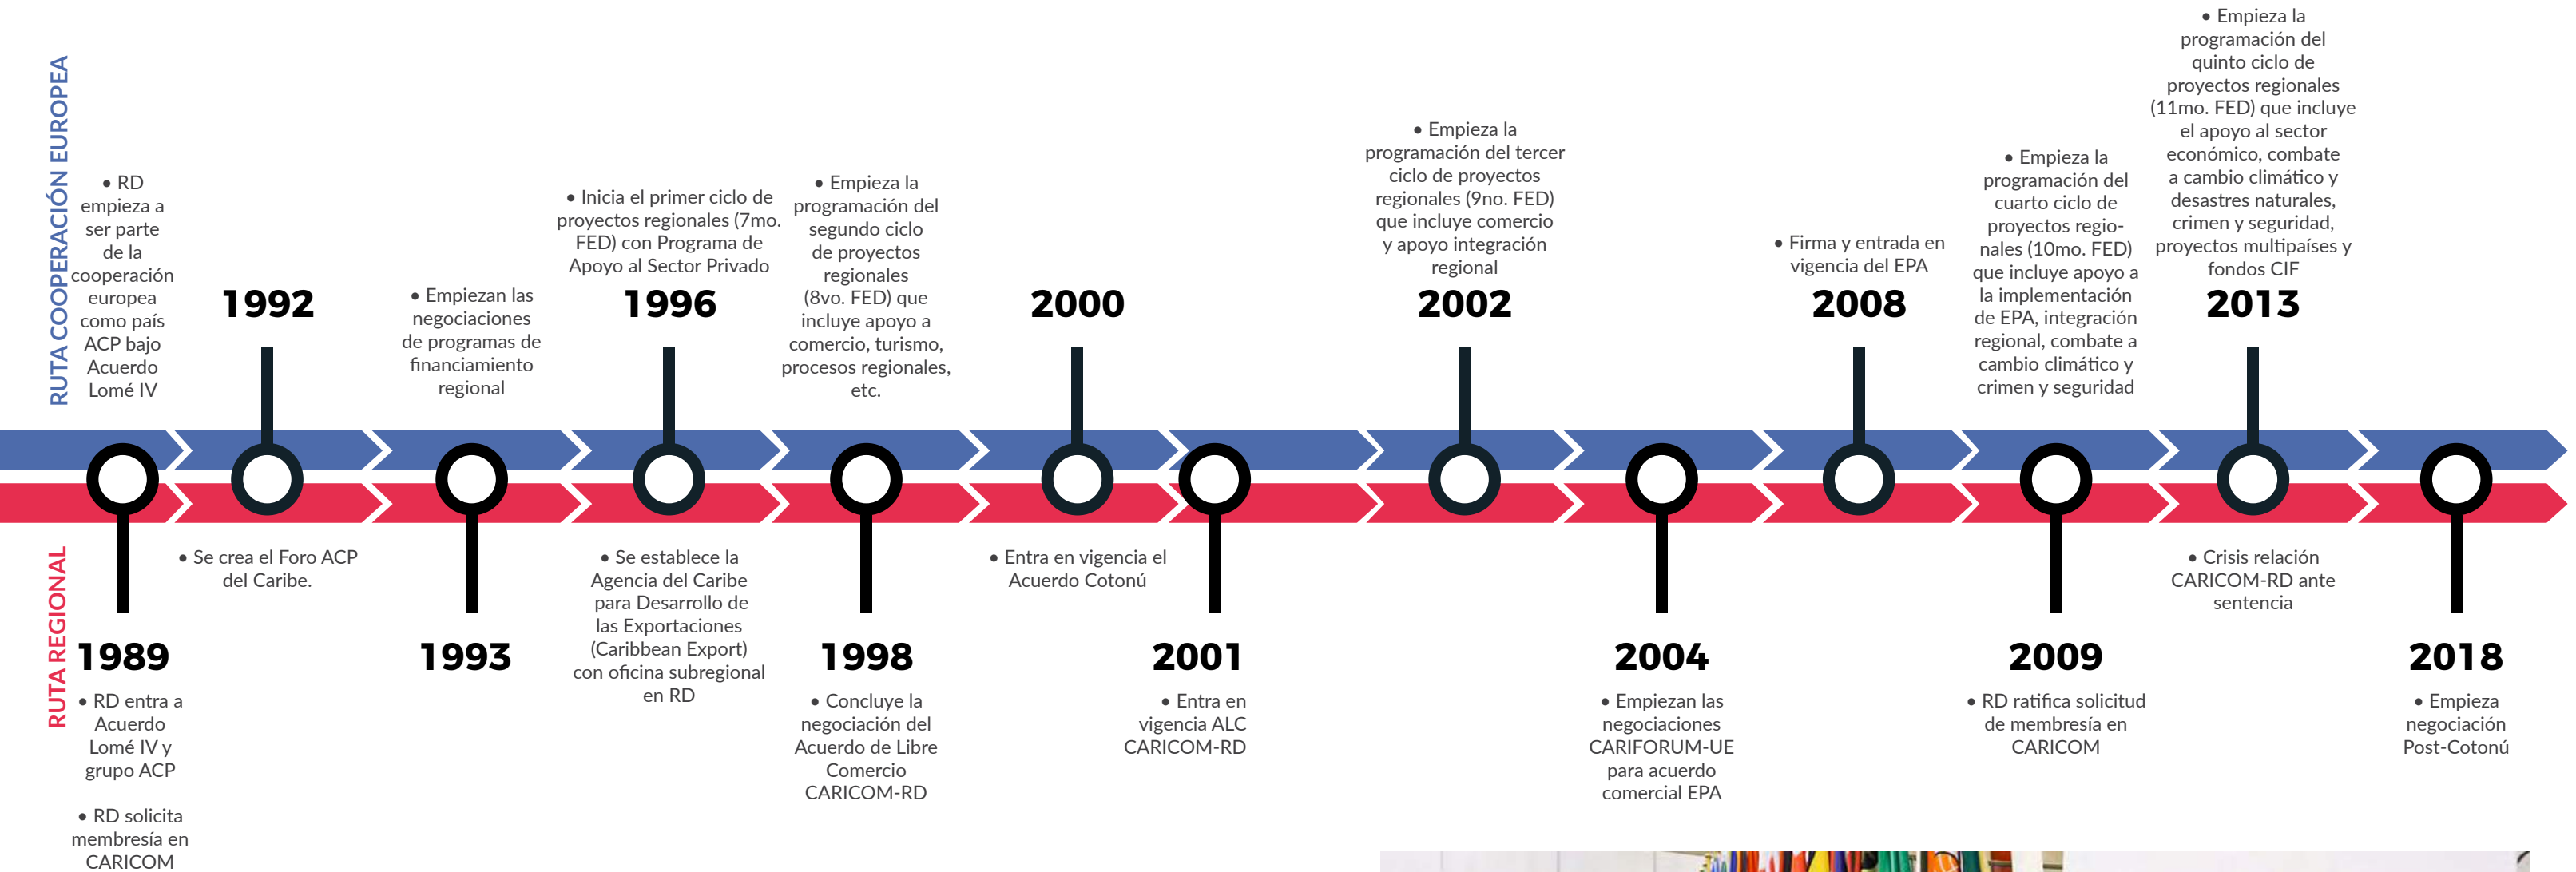 RUTA COOPERACIÓN EUROPEA
• RD
empieza a
ser parte
de la
cooperación
europea
como país
ACP bajo
Acuerdo
Lomé IV
1992
• Empiezan las
negociaciones
de programas de
financiamiento
regional
• Inicia el primer ciclo de
proyectos regionales (7mo.
FED) con Programa de
Apoyo al Sector Privado
1996
• Empieza la
programación del
segundo ciclo
de proyectos
regionales
(8vo. FED) que
incluye apoyo a
comercio, turismo,
procesos regionales,
etc.
2000
• Empieza la
programación del tercer
ciclo de proyectos
regionales (9no. FED)
que incluye comercio
y apoyo integración
regional
2002
• Firma y entrada en
vigencia del EPA
2008
• Empieza la
programación del
cuarto ciclo de
proyectos regio-
nales (10mo. FED)
que incluye apoyo a
la implementación
de EPA, integración
regional, combate a
cambio climático y
crimen y seguridad
• Empieza la
programación del
quinto ciclo de
proyectos regionales
(11mo. FED) que incluye
el apoyo al sector
económico, combate
a cambio climático y
desastres naturales,
crimen y seguridad,
proyectos multipaíses y
fondos CIF
2013
RUTA REGIONAL
1989
• RD entra a
Acuerdo
Lomé IV y
grupo ACP
• RD solicita
membresía en
CARICOM
• Se crea el Foro ACP
del Caribe.
1993
• Se establece la
Agencia del Caribe
para Desarrollo de
las Exportaciones
(Caribbean Export)
con oficina subregional
en RD
1998
• Concluye la
negociación del
Acuerdo de Libre
Comercio
CARICOM-RD
• Entra en vigencia el
Acuerdo Cotonú
2001
• Entra en
vigencia ALC
CARICOM-RD
2004
• Empiezan las
negociaciones
CARIFORUM-UE
para acuerdo
comercial EPA
2009
• RD ratifica solicitud
de membresía en
CARICOM
• Crisis relación
CARICOM-RD ante
sentencia
2018
• Empieza
negociación
Post-Cotonú